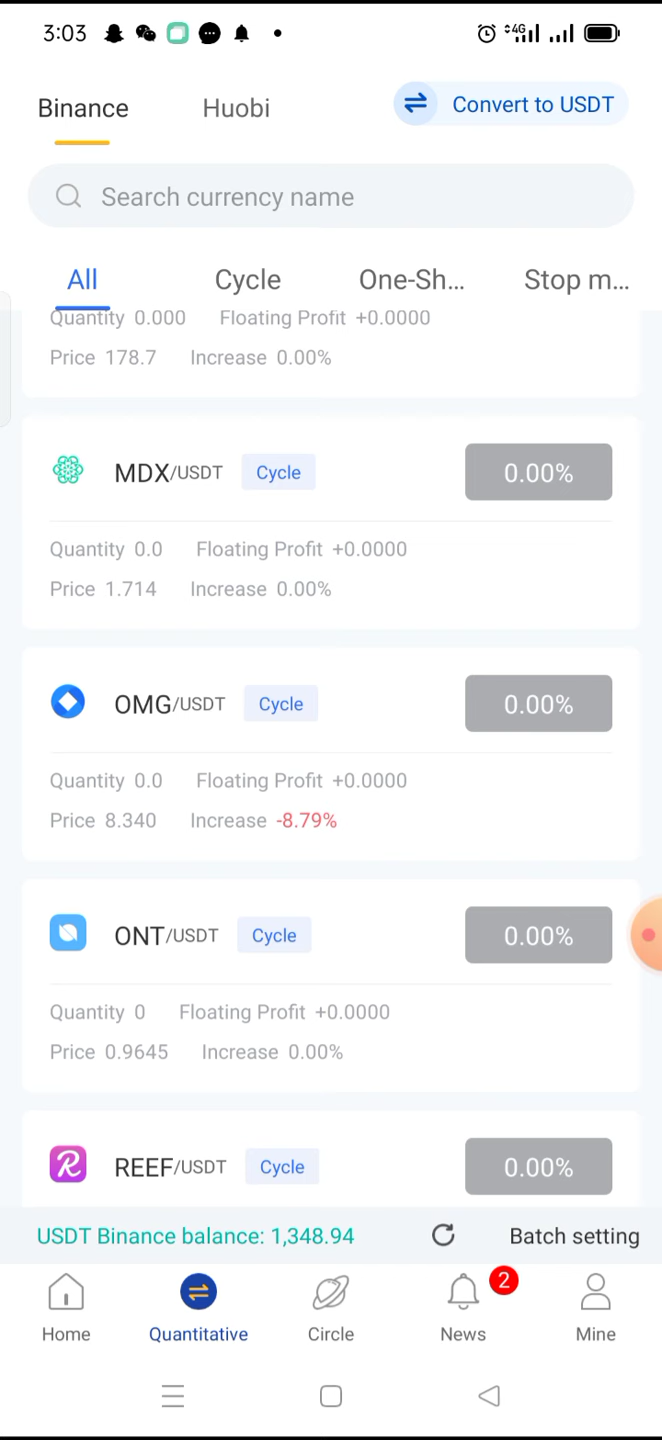 3:03 4G
Binance Huobi Convert to USDT
Search currency name
All Cycle One-Sh... Stop m...
Quantity 0.000 Floating Profit +0.0000
Price 178.7 Increase 0.00%
MDX/USDT Cycle 0.00%
Quantity 0.0 Floating Profit +0.0000
Price 1.714 Increase 0.00%
OMG/USDT Cycle 0.00%
Quantity 0.0 Floating Profit +0.0000
Price 8.340 Increase -8.79%
ONT/USDT Cycle 0.00%
Quantity 0 Floating Profit +0.0000
Price 0.9645 Increase 0.00%
REEF/USDT Cycle 0.00%
USDT Binance balance: 1,348.94 Batch setting
2
Home Quantitative Circle News Mine